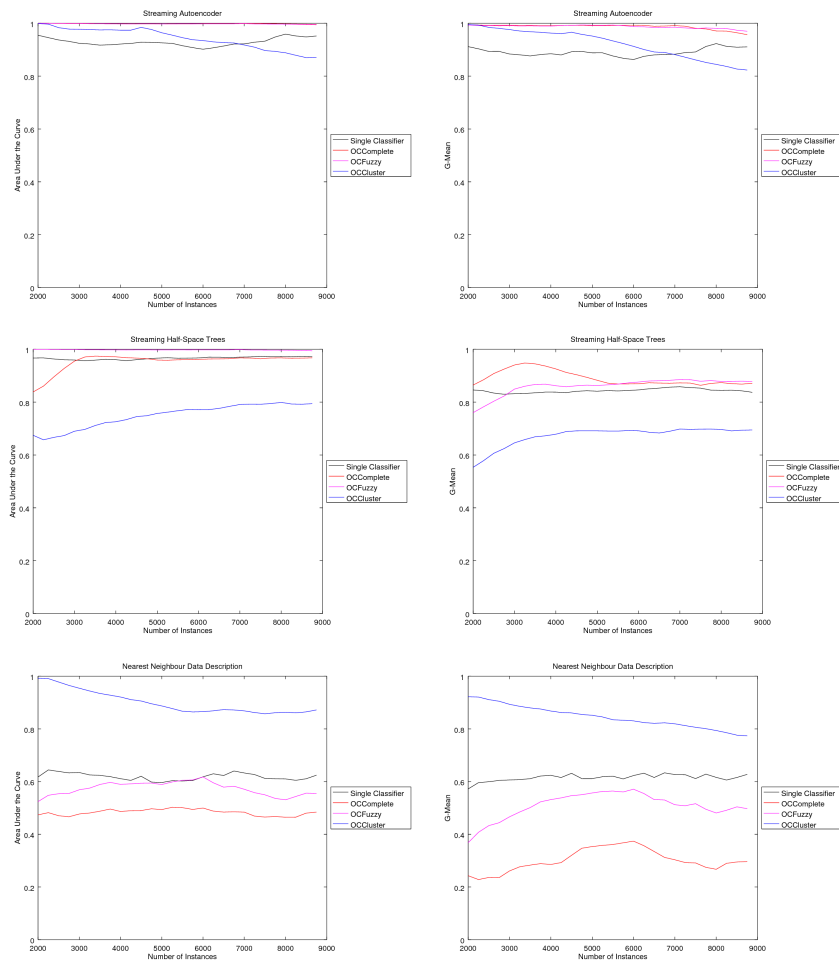 Streaming Autoencoder
1
0.8
0.6
0.4
0.2
0
Area Under the Curve
2000 3000 4000 5000 6000 7000 8000 9000
Number of Instances
Single Classifier
OCComplete
OCFuzzy
OCCluster
Streaming Autoencoder
1
0.8
0.6
0.4
0.2
0
G-Mean
2000 3000 4000 5000 6000 7000 8000 9000
Number of Instances
Single Classifier
OCComplete
OCFuzzy
OCCluster
Streaming Half-Space Trees
1
0.8
0.6
0.4
0.2
0
Area Under the Curve
2000 3000 4000 5000 6000 7000 8000 9000
Number of Instances
Single Classifier
OCComplete
OCFuzzy
OCCluster
Streaming Half-Space Trees
1
0.8
0.6
0.4
0.2
0
G-Mean
2000 3000 4000 5000 6000 7000 8000 9000
Number of Instances
Single Classifier
OCComplete
OCFuzzy
OCCluster
Nearest Neighbour Data Description
1
0.8
0.6
0.4
0.2
0
Area Under the Curve
2000 3000 4000 5000 6000 7000 8000 9000
Number of Instances
Single Classifier
OCComplete
OCFuzzy
OCCluster
Nearest Neighbour Data Description
1
0.8
0.6
0.4
0.2
0
G-Mean
2000 3000 4000 5000 6000 7000 8000 9000
Number of Instances
Single Classifier
OCComplete
OCFuzzy
OCCluster